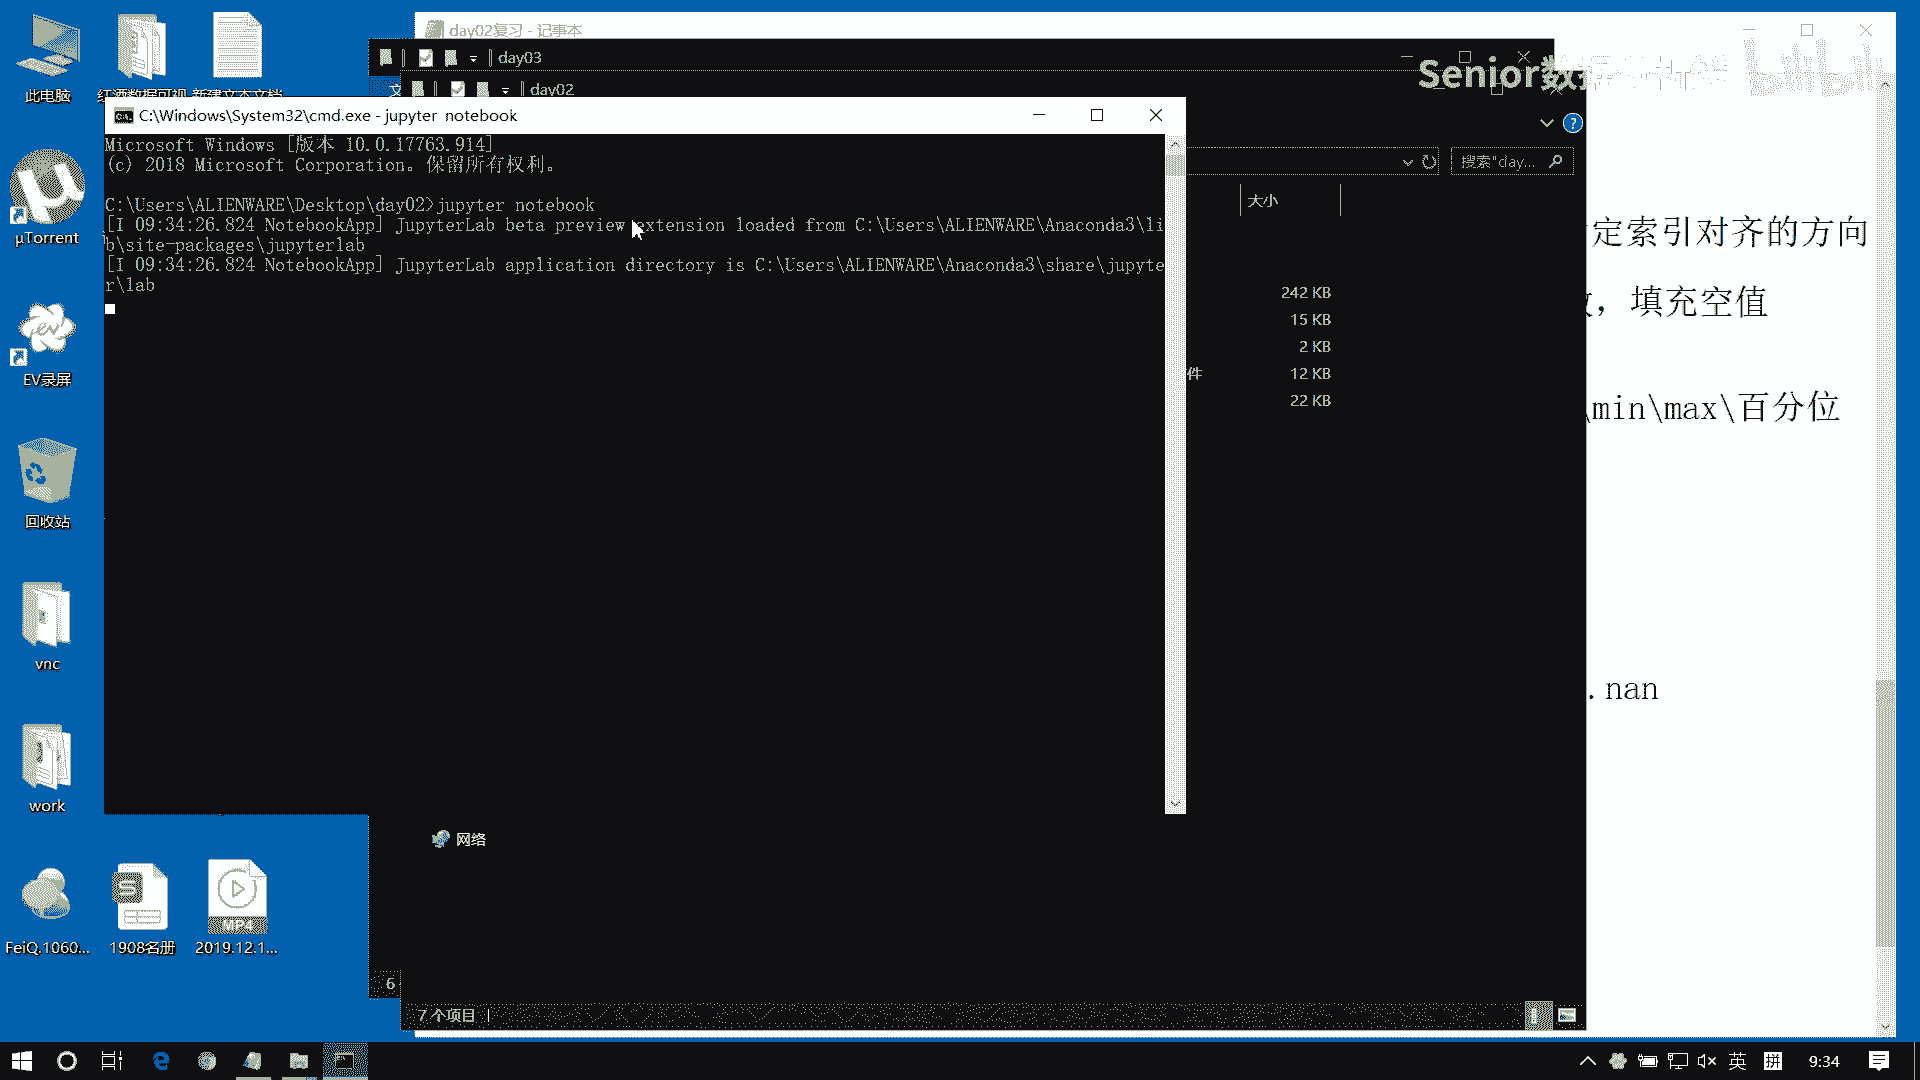 day02复习 - 记事本
day03
day02
Senior数据
C:\Windows\System32\cmd.exe - jupyter  notebook
Microsoft Windows [版本 10.0.17763.914]
(c) 2018 Microsoft Corporation。保留所有权利。
C:\Users\ALIENWARE\Desktop\day02>jupyter notebook
[I 09:34:26.824 NotebookApp] JupyterLab beta preview extension loaded from C:\Users\ALIENWARE\Anaconda3\li
b\site-packages\jupyterlab
[I 09:34:26.824 NotebookApp] JupyterLab application directory is C:\Users\ALIENWARE\Anaconda3\share\jupyte
r\lab
搜索"day...
大小
242 KB
15 KB
2 KB
件
12 KB
22 KB
定索引对齐的方向
，填充空值
\min\max\百分位
.nan
网络
6
7 个项目
此电脑
红酒数据可视
新建文本文档
μTorrent
EV录屏
回收站
vnc
work
FeiQ.1060...
1908名册
MP4
2019.12.1...
英
拼
9:34